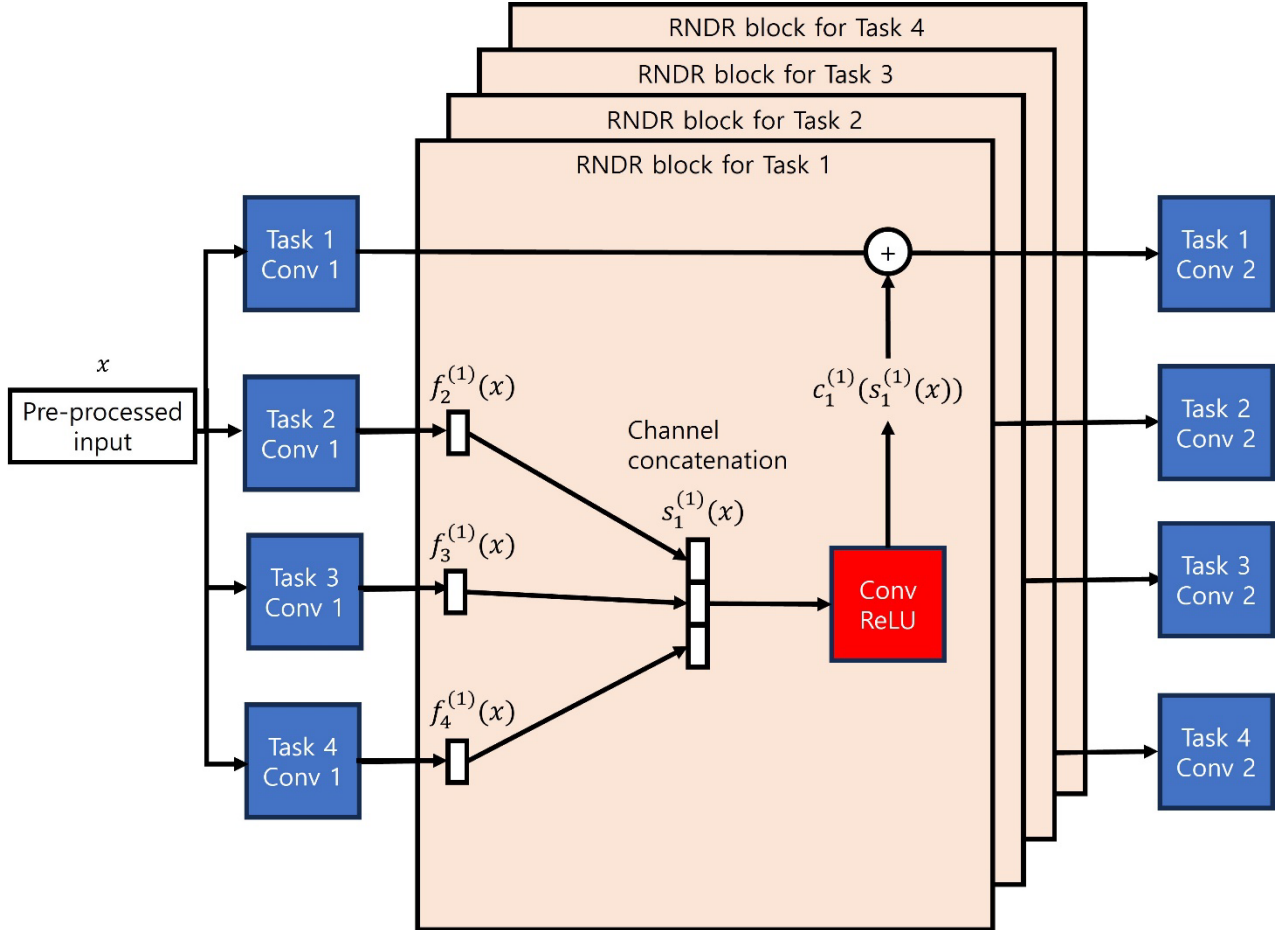 RNDR block for Task 4
RNDR block for Task 3
RNDR block for Task 2
RNDR block for Task 1
Task 1
Conv 1
+
Task 1
Conv 2
x
Pre-processed
input
Task 2
Conv 1
f_2^{(1)}(x)
c_1^{(1)}(s_1^{(1)}(x))
Task 2
Conv 2
Channel
concatenation
s_1^{(1)}(x)
Task 3
Conv 1
f_3^{(1)}(x)
Conv
ReLU
Task 3
Conv 2
Task 4
Conv 1
f_4^{(1)}(x)
Task 4
Conv 2